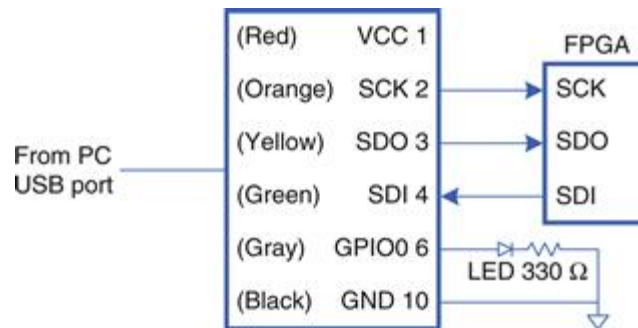 (Red) VCC 1
FPGA
(Orange) SCK 2
SCK
(Yellow) SDO 3
SDO
From PC
USB port
(Green) SDI 4
SDI
(Gray) GPIO0 6
LED 330 Ω
(Black) GND 10